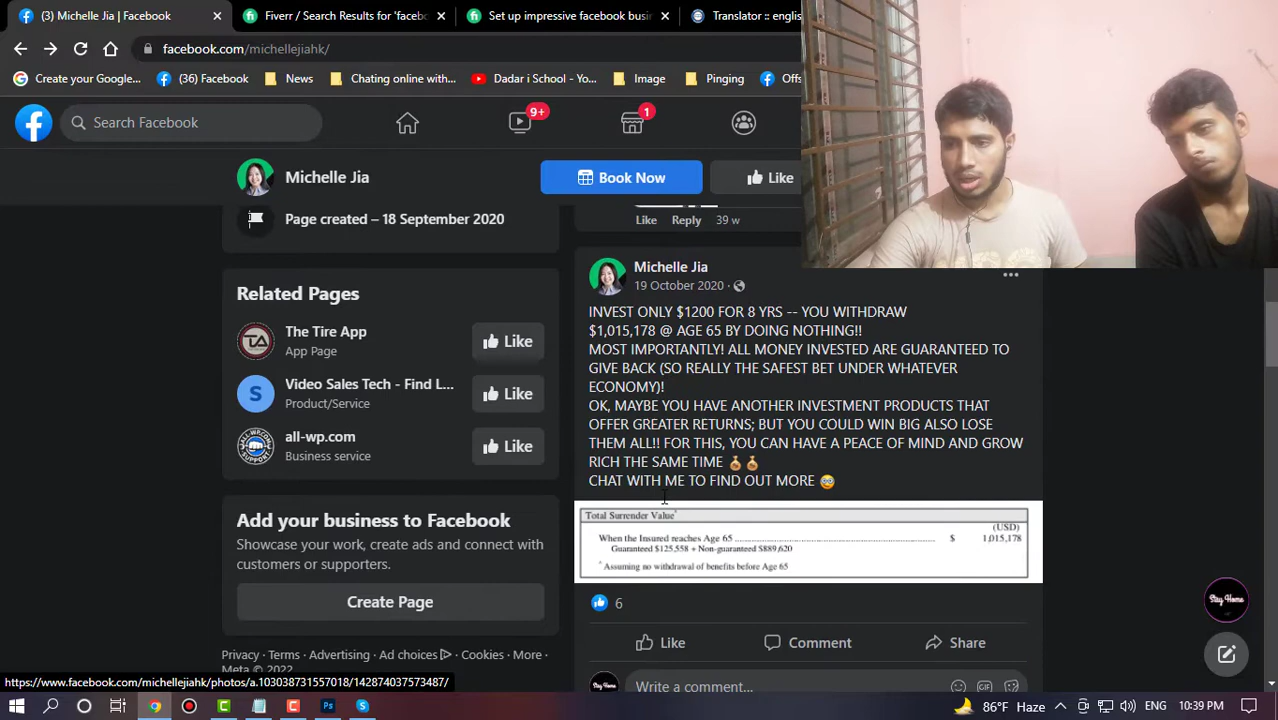 (3) Michelle Jia | Facebook
Fiverr / Search Results for 'faceb
Set up impressive facebook busi
Translator :: englis
facebook.com/michellejiahk/
Create your Google...
(36) Facebook
News
Chating online with...
Dadar i School - Yo...
Image
Pinging
Offs
Search Facebook
9+
1
Michelle Jia
Book Now
Like
Page created – 18 September 2020
Like Reply 39 w
Related Pages
The Tire App
App Page
Like
Video Sales Tech - Find L...
Product/Service
Like
all-wp.com
Business service
Like
Add your business to Facebook
Showcase your work, create ads and connect with
customers or supporters.
Create Page
Privacy · Terms · Advertising · Ad choices · Cookies · More ·
Meta © 2022
Michelle Jia
19 October 2020 ·
INVEST ONLY $1200 FOR 8 YRS -- YOU WITHDRAW
$1,015,178 @ AGE 65 BY DOING NOTHING!!
MOST IMPORTANTLY! ALL MONEY INVESTED ARE GUARANTEED TO
GIVE BACK (SO REALLY THE SAFEST BET UNDER WHATEVER
ECONOMY)!
OK, MAYBE YOU HAVE ANOTHER INVESTMENT PRODUCTS THAT
OFFER GREATER RETURNS; BUT YOU COULD WIN BIG ALSO LOSE
THEM ALL!! FOR THIS, YOU CAN HAVE A PEACE OF MIND AND GROW
RICH THE SAME TIME 💰💰
CHAT WITH ME TO FIND OUT MORE 🤓
Total Surrender Value^
(USD)
When the Insured reaches Age 65 $ 1,015,178
Guaranteed $125,558 + Non-guaranteed $889,620
^ Assuming no withdrawal of benefits before Age 65
6
Like
Comment
Share
Stay Home
Write a comment...
GIF
Stay Home
https://www.facebook.com/michellejiahk/photos/a.103038731557018/142874037573487/
86°F Haze
ENG
10:39 PM